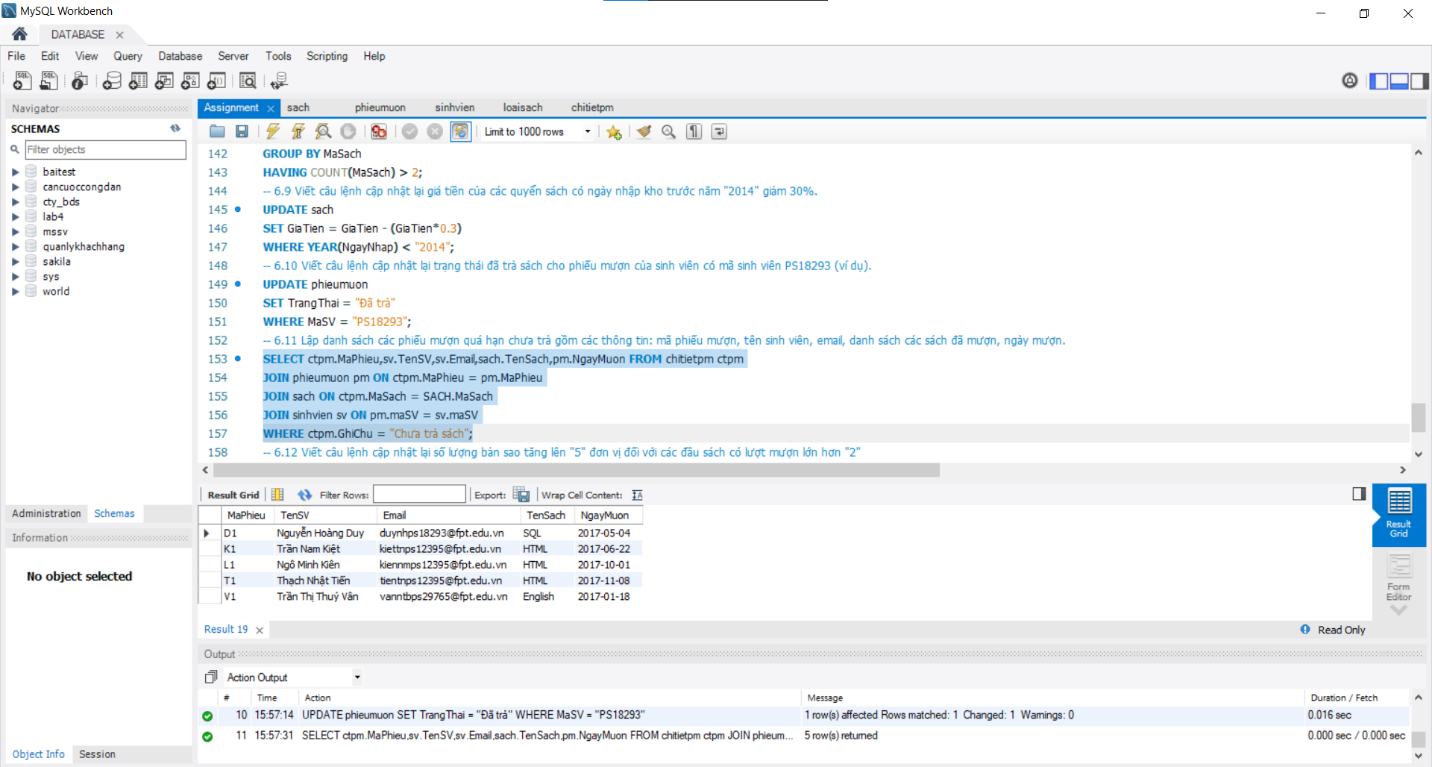 MySQL Workbench
DATABASE
File Edit View Query Database Server Tools Scripting Help
Navigator
SCHEMAS
Filter objects
baitest
cancuoccongdan
cty_bds
lab4
mssv
quanlykhachhang
sakila
sys
world
Administration Schemas
Information
No object selected
Object Info Session
Assignment sach phieumuon sinhvien loaisach chitietpm
Limit to 1000 rows
142 GROUP BY MaSach
143 HAVING COUNT(MaSach) > 2;
144 -- 6.9 Viết câu lệnh cập nhật lại giá tiền của các quyển sách có ngày nhập kho trước năm "2014" giảm 30%.
145 UPDATE sach
146 SET GiaTien = GiaTien - (GiaTien*0.3)
147 WHERE YEAR(NgayNhap) < "2014";
148 -- 6.10 Viết câu lệnh cập nhật lại trạng thái đã trả sách cho phiếu mượn của sinh viên có mã sinh viên PS18293 (ví dụ).
149 UPDATE phieumuon
150 SET TrangThai = "Đã trả"
151 WHERE MaSV = "PS18293";
152 -- 6.11 Lập danh sách các phiếu mượn quá hạn chưa trả gồm các thông tin: mã phiếu mượn, tên sinh viên, email, danh sách các sách đã mượn, ngày mượn.
153 SELECT ctpm.MaPhieu,sv.TenSV,sv.Email,sach.TenSach,pm.NgayMuon FROM chitietpm ctpm
154 JOIN phieumuon pm ON ctpm.MaPhieu = pm.MaPhieu
155 JOIN sach ON ctpm.MaSach = SACH.MaSach
156 JOIN sinhvien sv ON pm.maSV = sv.maSV
157 WHERE ctpm.GhiChu = "Chưa trả sách";
158 -- 6.12 Viết câu lệnh cập nhật lại số lượng bản sao tăng lên "5" đơn vị đối với các đầu sách có lượt mượn lớn hơn "2"
Result Grid Filter Rows: Export: Wrap Cell Content:
MaPhieu TenSV Email TenSach NgayMuon
D1 Nguyễn Hoàng Duy duynhps18293@fpt.edu.vn SQL 2017-05-04
K1 Trần Nam Kiệt kiettnps12395@fpt.edu.vn HTML 2017-06-22
L1 Ngô Minh Kiên kiennmps12395@fpt.edu.vn HTML 2017-10-01
T1 Thạch Nhật Tiến tientnps12395@fpt.edu.vn HTML 2017-11-08
V1 Trần Thị Thuý Vân vanntbps29765@fpt.edu.vn English 2017-01-18
Result Grid
Form Editor
Result 19
Read Only
Output
Action Output
# Time Action Message Duration / Fetch
10 15:57:14 UPDATE phieumuon SET TrangThai = "Đã trả" WHERE MaSV = "PS18293" 1 row(s) affected Rows matched: 1 Changed: 1 Warnings: 0 0.016 sec
11 15:57:31 SELECT ctpm.MaPhieu,sv.TenSV,sv.Email,sach.TenSach,pm.NgayMuon FROM chitietpm ctpm JOIN phieum... 5 row(s) returned 0.000 sec / 0.000 sec